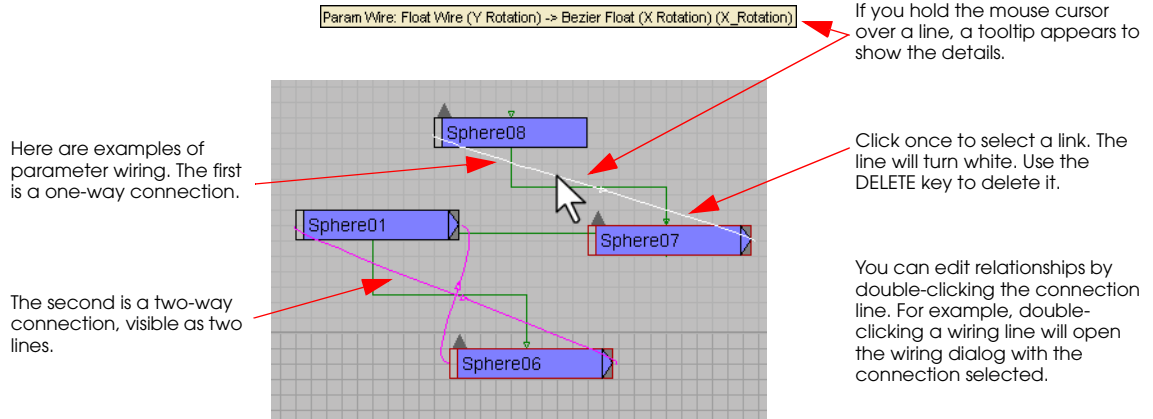 Param Wire: Float Wire (Y Rotation) -> Bezier Float (X Rotation) (X_Rotation)
If you hold the mouse cursor
over a line, a tooltip appears to
show the details.
Sphere08
Here are examples of
parameter wiring. The first
is a one-way connection.
Click once to select a link. The
line will turn white. Use the
DELETE key to delete it.
Sphere01
Sphere07
The second is a two-way
connection, visible as two
lines.
You can edit relationships by
double-clicking the connection
line. For example, double-
clicking a wiring line will open
the wiring dialog with the
connection selected.
Sphere06